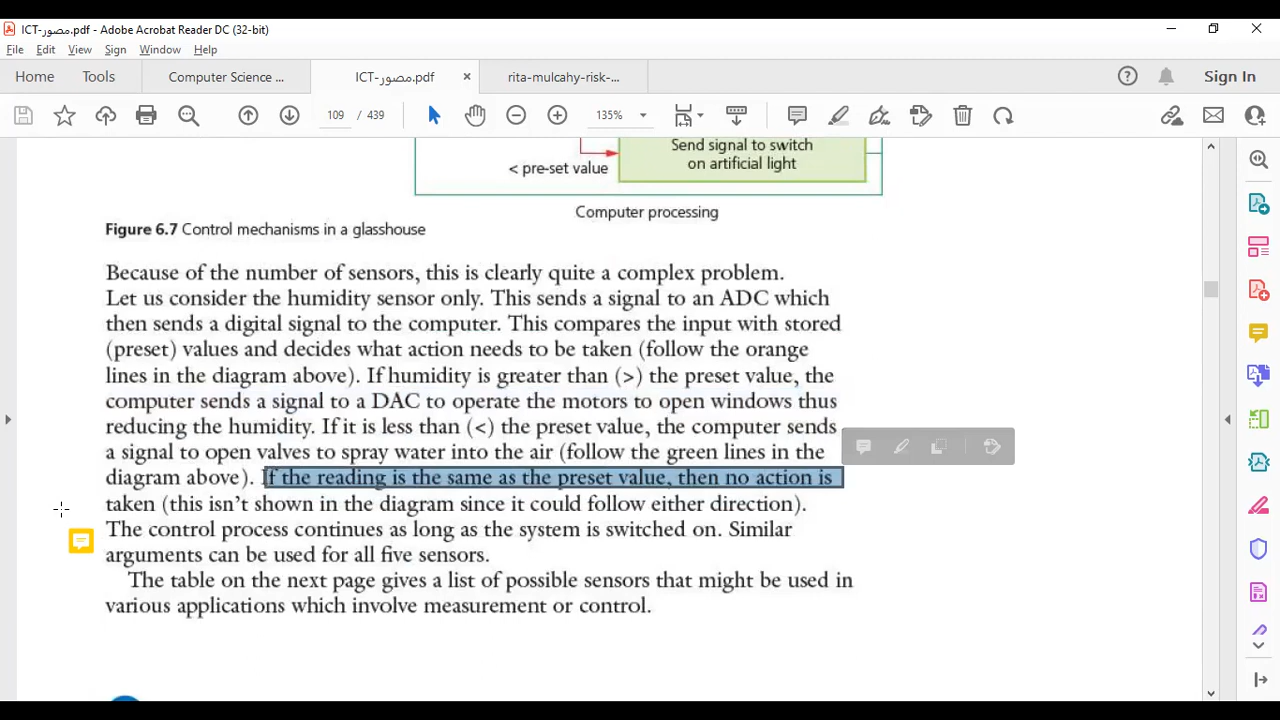 ICT-مصور.pdf - Adobe Acrobat Reader DC (32-bit)
File Edit View Sign Window Help
Home Tools Computer Science ... ICT-مصور.pdf × rita-mulcahy-risk-... Sign In
109 / 439 135%
Send signal to switch
on artificial light
< pre-set value
Computer processing
Figure 6.7 Control mechanisms in a glasshouse
Because of the number of sensors, this is clearly quite a complex problem.
Let us consider the humidity sensor only. This sends a signal to an ADC which
then sends a digital signal to the computer. This compares the input with stored
(preset) values and decides what action needs to be taken (follow the orange
lines in the diagram above). If humidity is greater than (>) the preset value, the
computer sends a signal to a DAC to operate the motors to open windows thus
reducing the humidity. If it is less than (<) the preset value, the computer sends
a signal to open valves to spray water into the air (follow the green lines in the
diagram above). If the reading is the same as the preset value, then no action is
taken (this isn't shown in the diagram since it could follow either direction).
The control process continues as long as the system is switched on. Similar
arguments can be used for all five sensors.
The table on the next page gives a list of possible sensors that might be used in
various applications which involve measurement or control.